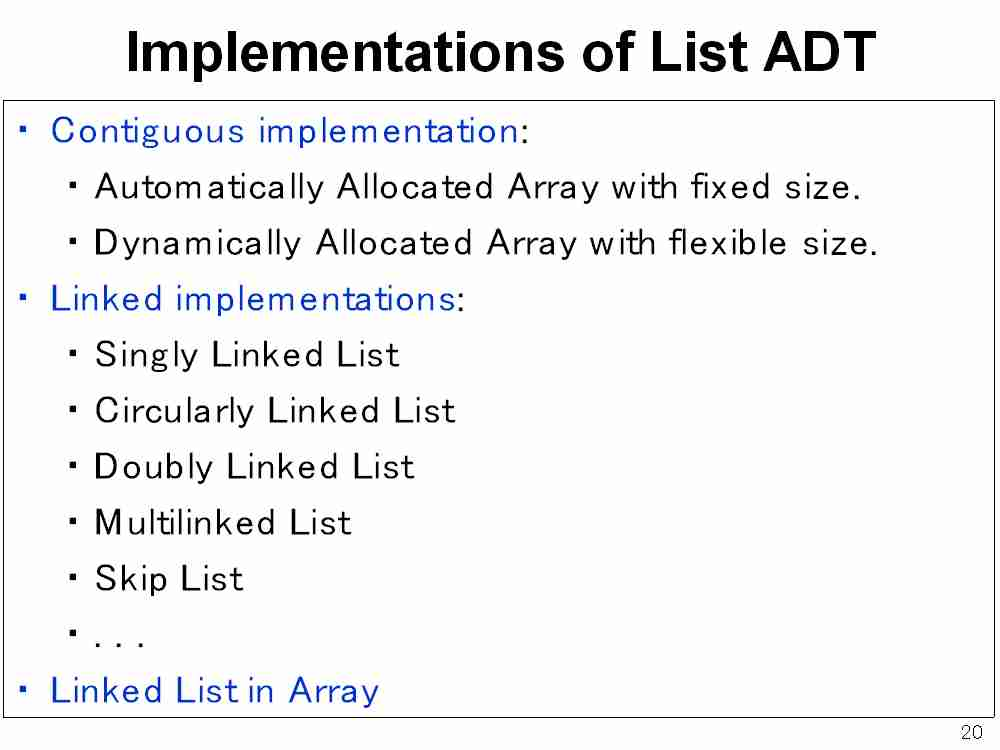 Implementations of List ADT
・ Contiguous implementation:
・ Automatically Allocated Array with fixed size.
・ Dynamically Allocated Array with flexible size.
・ Linked implementations:
・ Singly Linked List
・ Circularly Linked List
・ Doubly Linked List
・ Multilinked List
・ Skip List
・ . . .
・ Linked List in Array
20